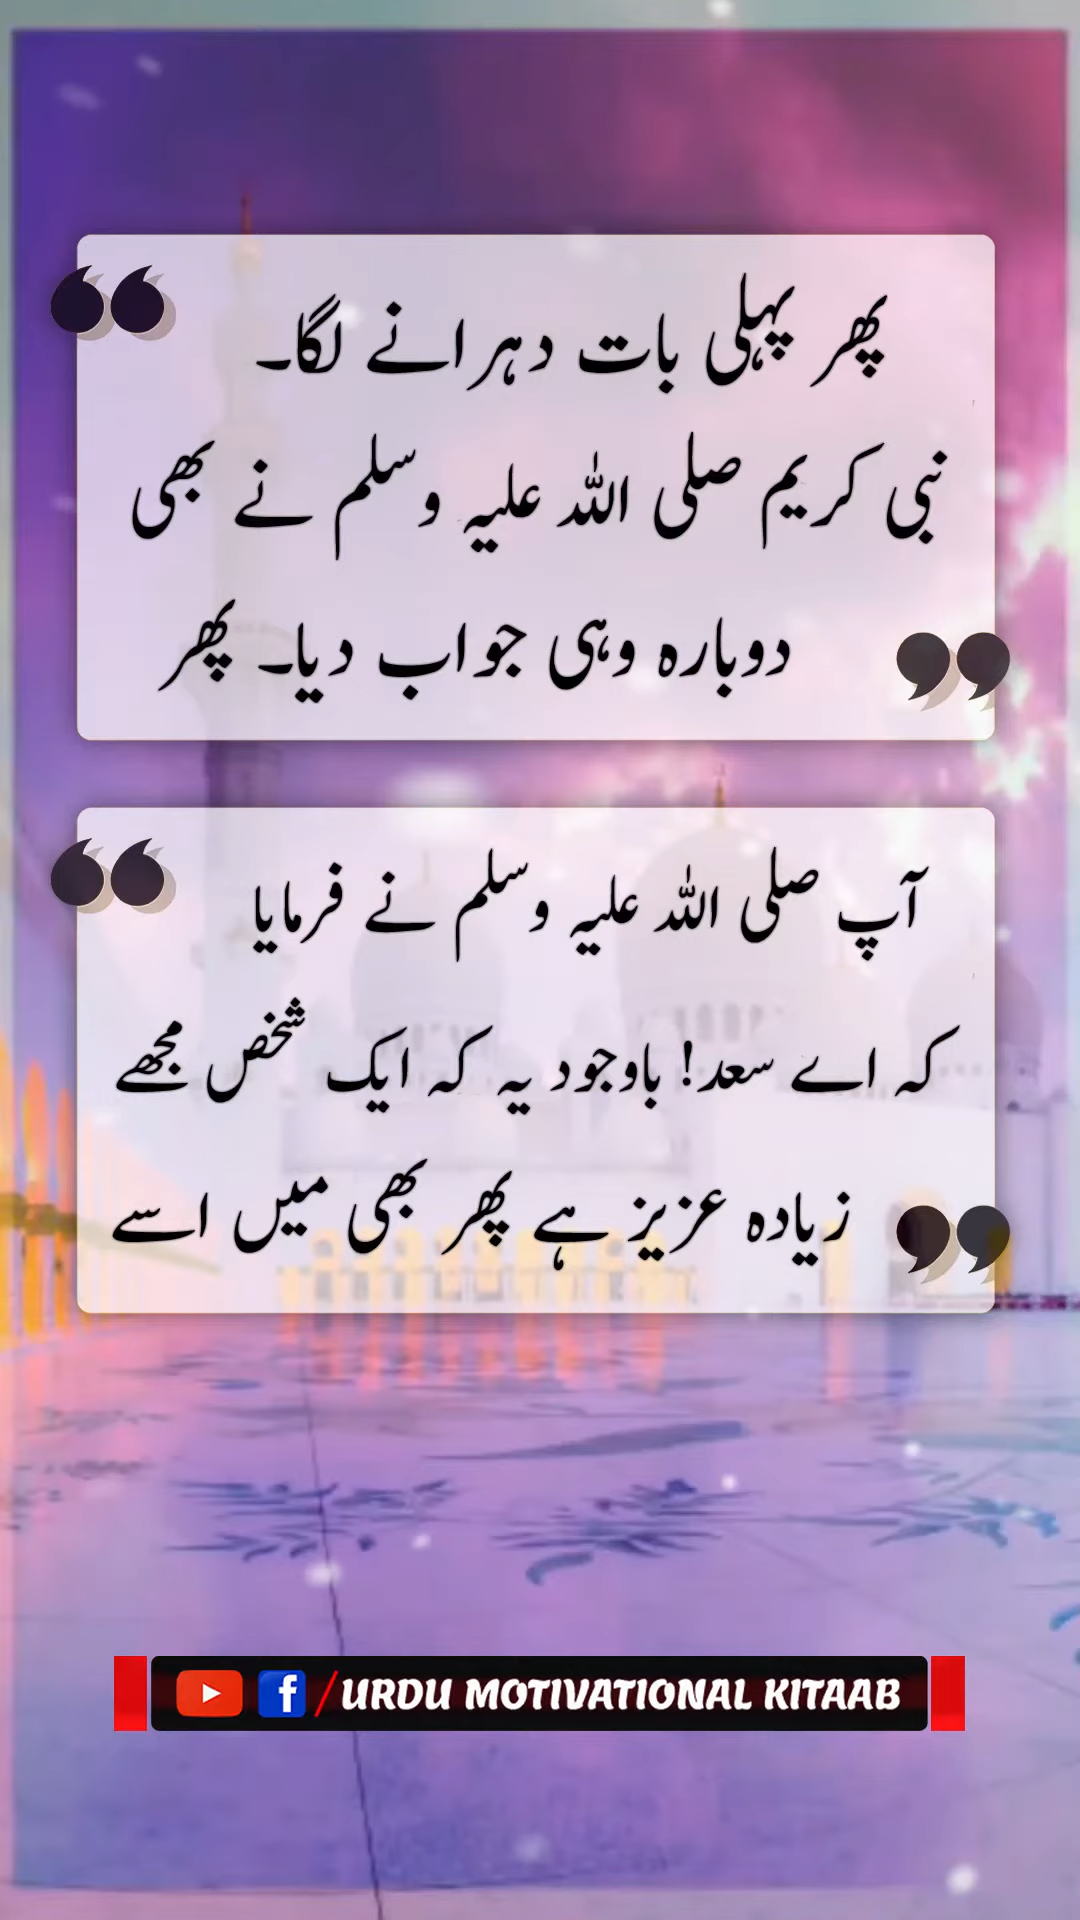 پھر پہلی بات دہرانے لگا۔
نبی کریم صلی اللہ علیہ وسلم نے بھی
دوبارہ وہی جواب دیا۔ پھر
آپ صلی اللہ علیہ وسلم نے فرمایا
کہ اے سعد! باوجود یہ کہ ایک شخص مجھے
زیادہ عزیز ہے پھر بھی میں اسے
/URDU MOTIVATIONAL KITAAB